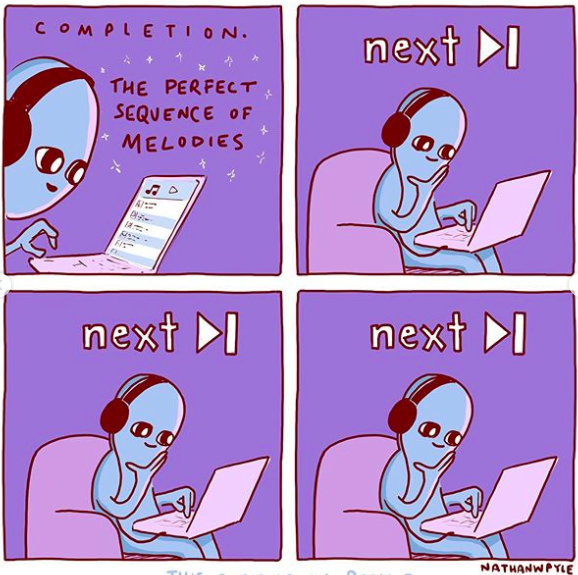 COMPLETION.
THE PERFECT
SEQUENCE OF
MELODIES
next
next
next
NATHANWPYLE